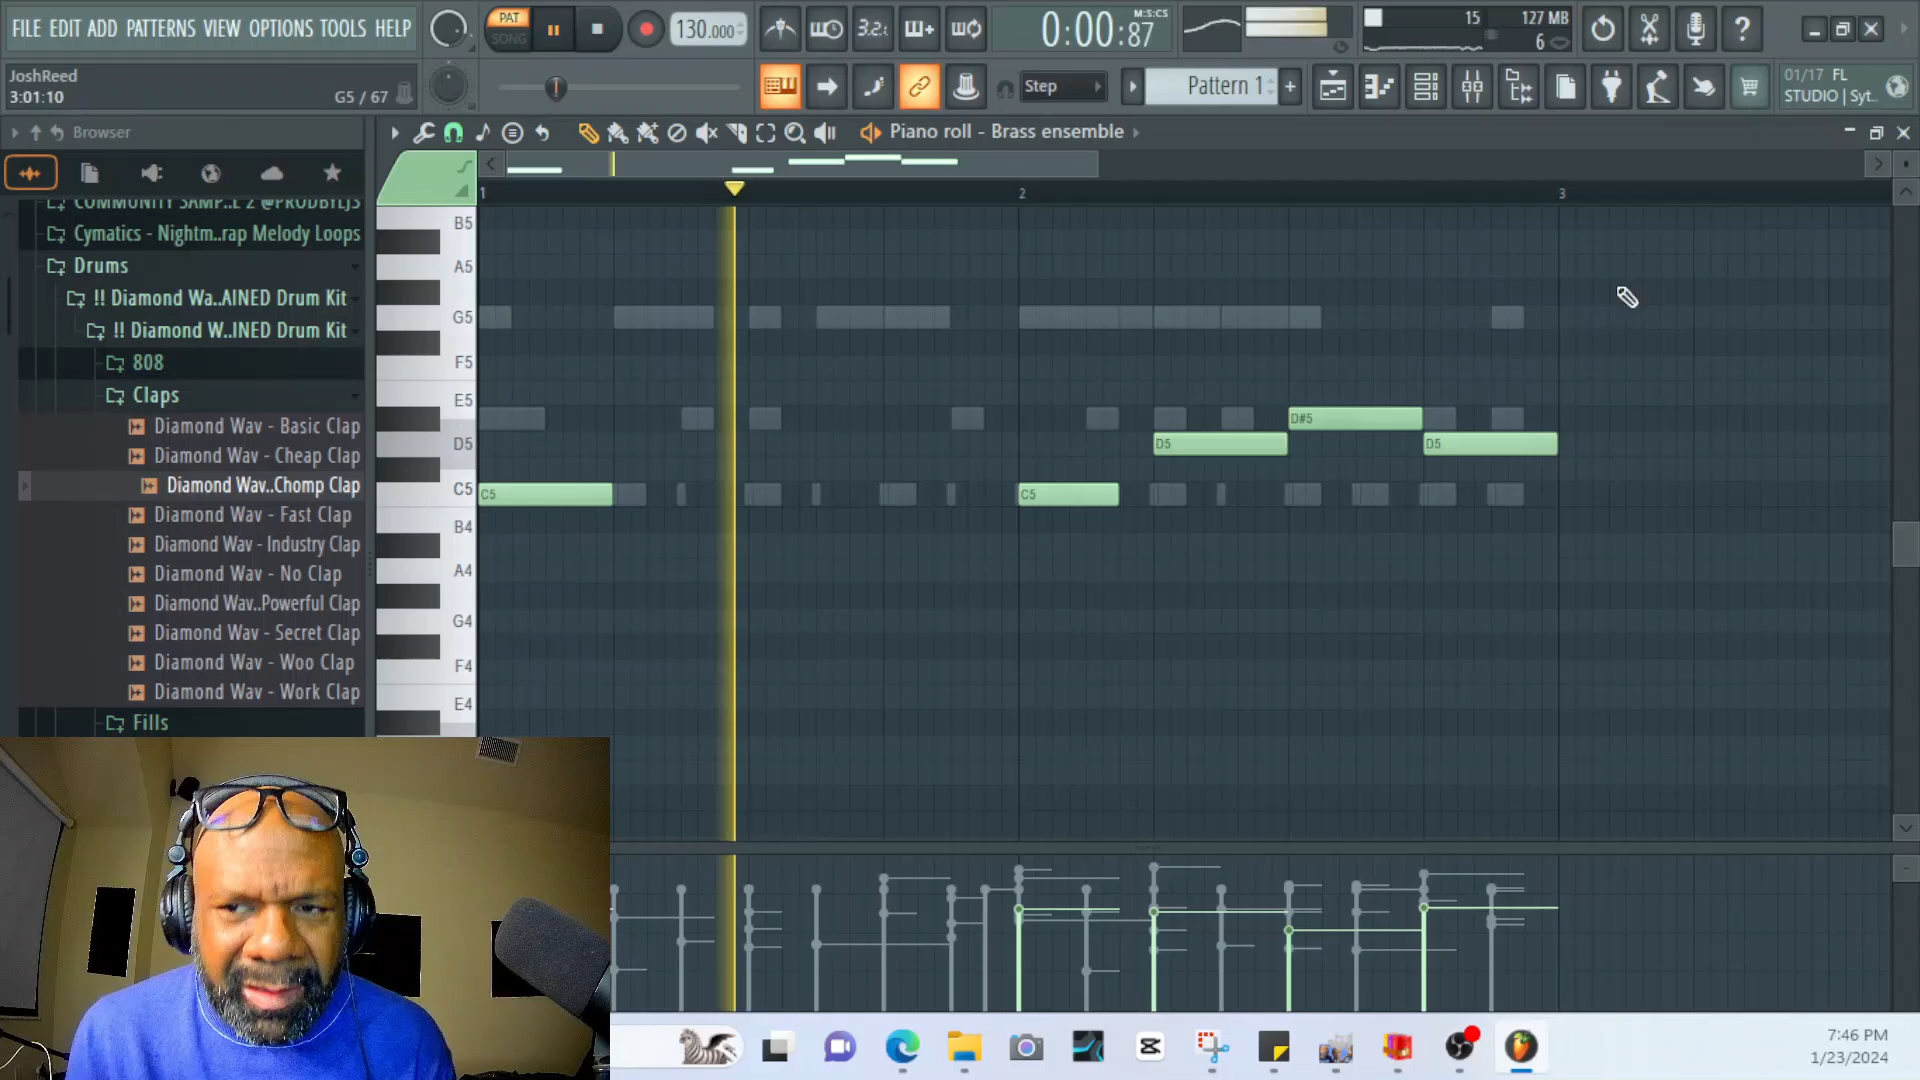 FILE EDIT ADD PATTERNS VIEW OPTIONS TOOLS HELP
PAT
SONG
130.000
3.2.
0:00:87
M:S:CS
15
127 MB
6
JoshReed
3:01:10
G5 / 67
Step
Pattern 1
01/17 FL
STUDIO | Syt..
Browser
Piano roll - Brass ensemble
COMMUNITY SAMP..E 2 @PRODBYLJS
Cymatics - Nightm..rap Melody Loops
Drums
!! Diamond Wa..AINED Drum Kit
!! Diamond W..INED Drum Kit
808
Claps
Diamond Wav - Basic Clap
Diamond Wav - Cheap Clap
Diamond Wav..Chomp Clap
Diamond Wav - Fast Clap
Diamond Wav - Industry Clap
Diamond Wav - No Clap
Diamond Wav..Powerful Clap
Diamond Wav - Secret Clap
Diamond Wav - Woo Clap
Diamond Wav - Work Clap
Fills
1
2
3
B5
A5
G5
F5
E5
D5
C5
B4
A4
G4
F4
E4
C5
C5
D5
D#5
D5
7:46 PM
1/23/2024